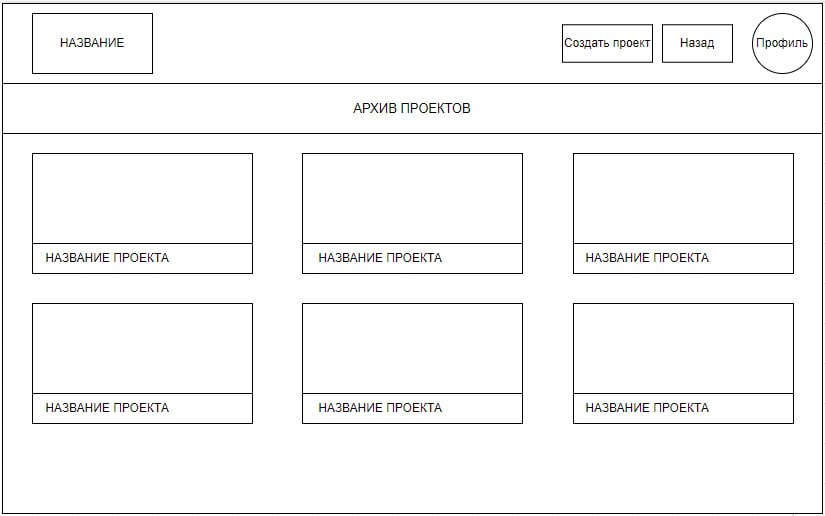 НАЗВАНИЕ
Создать проект
Назад
Профиль
АРХИВ ПРОЕКТОВ
НАЗВАНИЕ ПРОЕКТА
НАЗВАНИЕ ПРОЕКТА
НАЗВАНИЕ ПРОЕКТА
НАЗВАНИЕ ПРОЕКТА
НАЗВАНИЕ ПРОЕКТА
НАЗВАНИЕ ПРОЕКТА